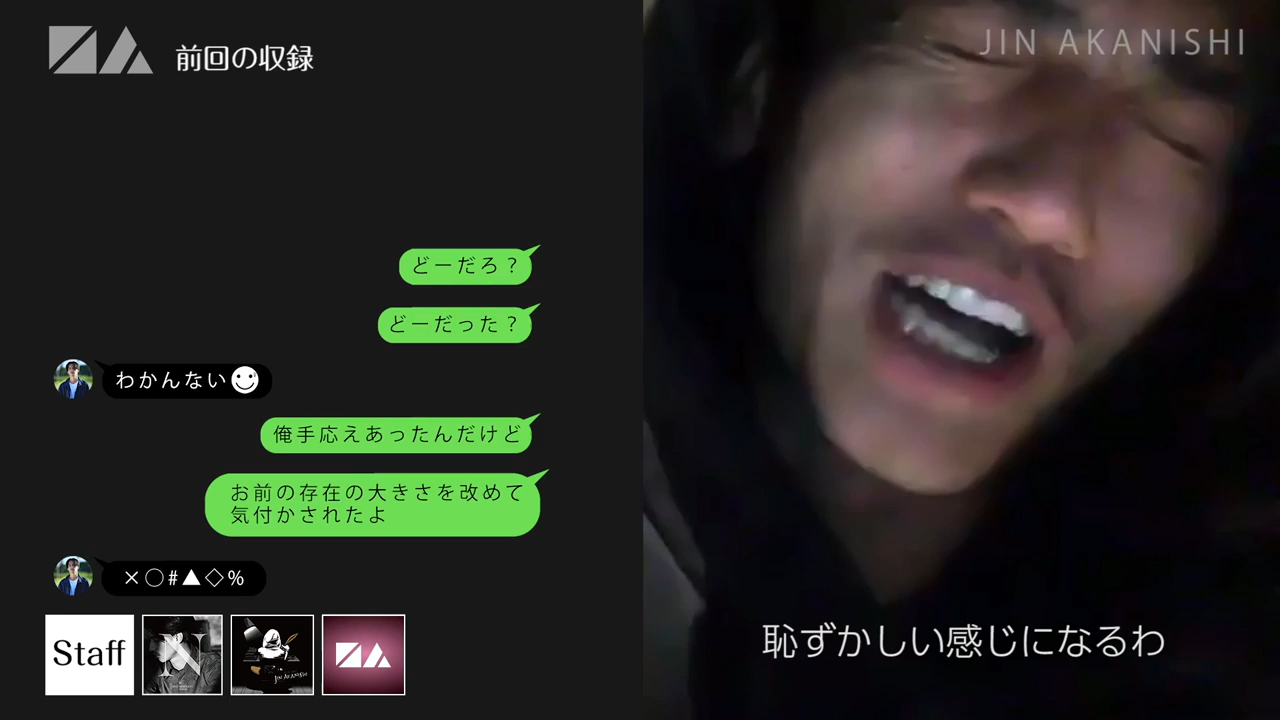 前回の収録
JIN AKANISHI
どーだろ？
どーだった？
わかんない
俺手応えあったんだけど
お前の存在の大きさを改めて
気付かされたよ
×○#▲◇%
Staff
JIN AKANISHI
恥ずかしい感じになるわ